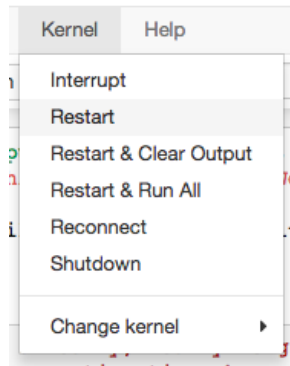 Kernel Help
Interrupt
Restart
Restart & Clear Output
Restart & Run All
Reconnect
Shutdown
Change kernel